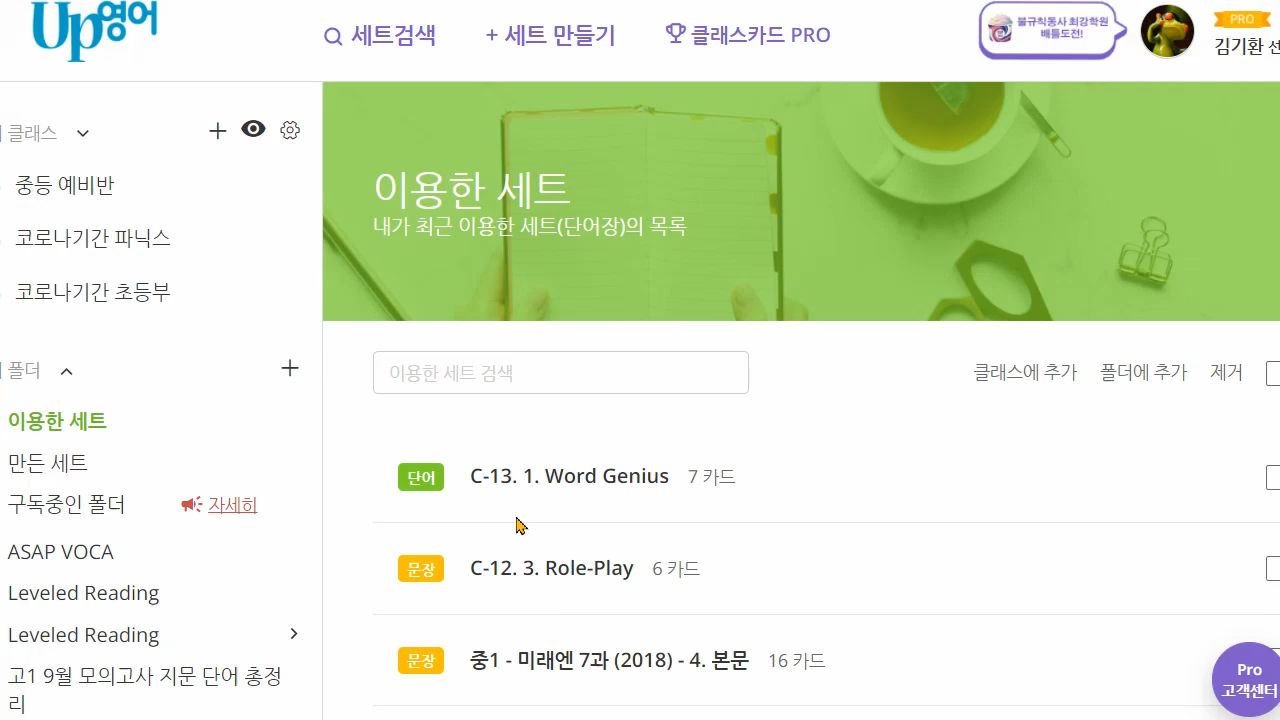 Up영어
세트검색
+ 세트 만들기
클래스카드 PRO
불규칙동사 최강학원
배틀도전!
PRO
김기환
클래스
중등 예비반
코로나기간 파닉스
코로나기간 초등부
폴더
이용한 세트
만든 세트
구독중인 폴더
자세히
ASAP VOCA
Leveled Reading
Leveled Reading
고1 9월 모의고사 지문 단어 총정
리
이용한 세트
내가 최근 이용한 세트(단어장)의 목록
이용한 세트 검색
클래스에 추가
폴더에 추가
제거
단어 C-13. 1. Word Genius 7 카드
문장 C-12. 3. Role-Play 6 카드
문장 중1 - 미래엔 7과 (2018) - 4. 본문 16 카드
Pro
고객센터